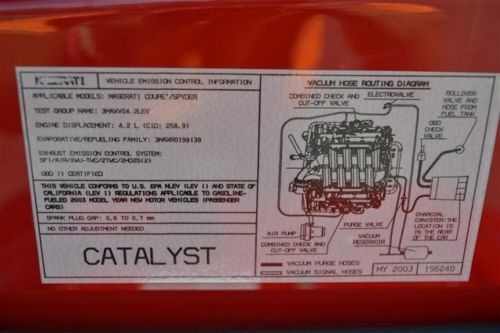 MASERATI
VEHICLE EMISSION CONTROL INFORMATION
APPLICABLE MODELS: MASERATI COUPE'/SPYDER
TEST GROUP NAME: 3MAXV04.2LEV
ENGINE DISPLACEMENT: 4.2 L (CID: 258.9)
EVAPORATIVE/REFUELING FAMILY: 3MAXR0198138
EXHAUST EMISSION CONTROL SYSTEM:
SFI/AIR/2WU-TWC/2TWC/2HO2S(2)
OBD II CERTIFIED
THIS VEHICLE CONFORMS TO U.S. EPA NLEV (LEV ) AND STATE OF
CALIFORNIA (LEV I) REGULATIONS APPLICABLE TO GASOLINE-
FUELED 2003 MODEL YEAR NEW MOTOR VEHICLES (PASSENGER
CARS)
SPARK PLUG GAP: 0,6 TO 0,7 mm
NO OTHER ADJUSTMENT NEEDED
CATALYST
VACUUM HOSE ROUTING DIAGRAM
COMBINED CHECK AND
CUT-OFF VALVE
ELECTROVALVE
ROLLOVER
VALVE AND
HOSE FROM
FUEL TANK
OBD
CHECK
VALVE
PURGE VALVE
AIR PUMP
COMBINED CHECK
AND CUT-OFF
VALVE
VACUUM
RESERVOIR
CHARCOAL
CANISTER: THE
LOCATION IS
IN THE REAR
OF THE CAR
VACUUM PURGE HOSES
VACUUM SIGNAL HOSES
MY 2003
196240